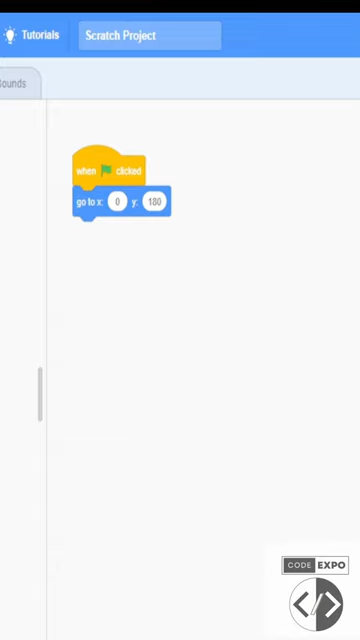 Tutorials
Scratch Project
ounds
when clicked
go to x: 0 y: 180
CODE EXPO